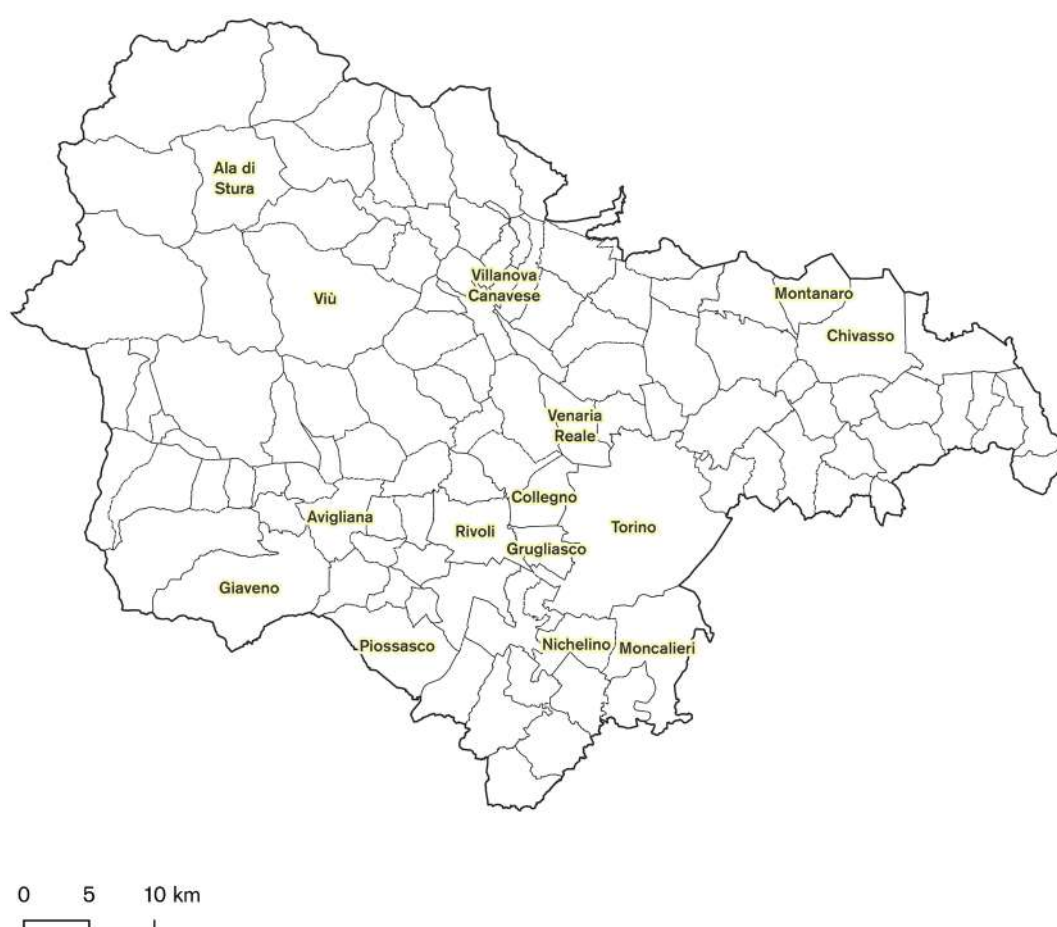 Ala di
Stura
Villanova
Canavese
Viù
Montanaro
Chivasso
Venaria
Reale
Collegno
Avigliana
Rivoli
Torino
Grugliasco
Giaveno
Piossasco
Nichelino
Moncalieri
0 5 10 km